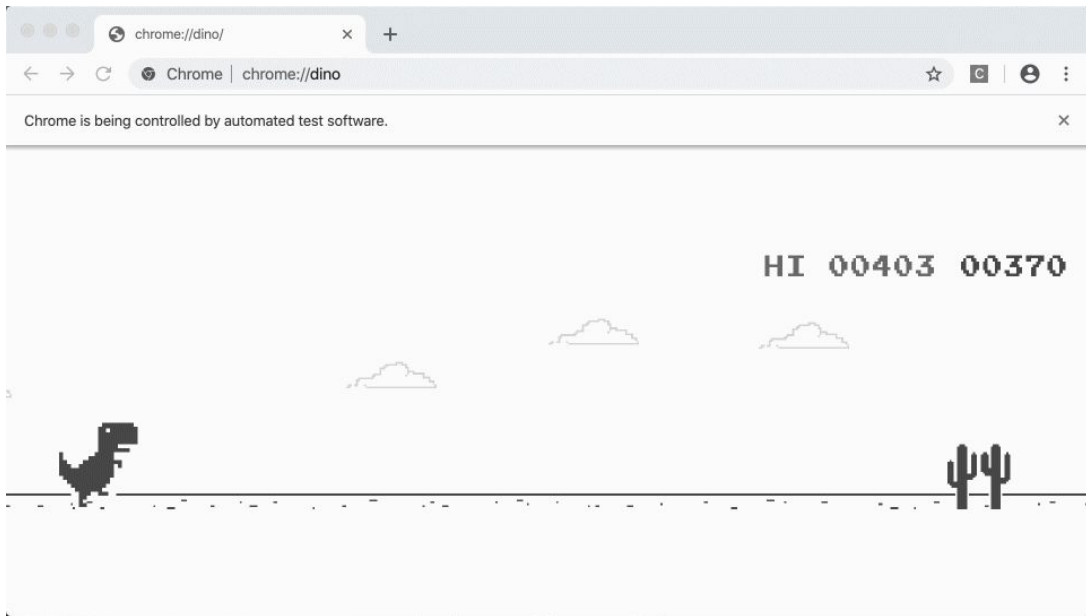 chrome://dino/
Chrome | chrome://dino
C
Chrome is being controlled by automated test software.
HI 00403 00370